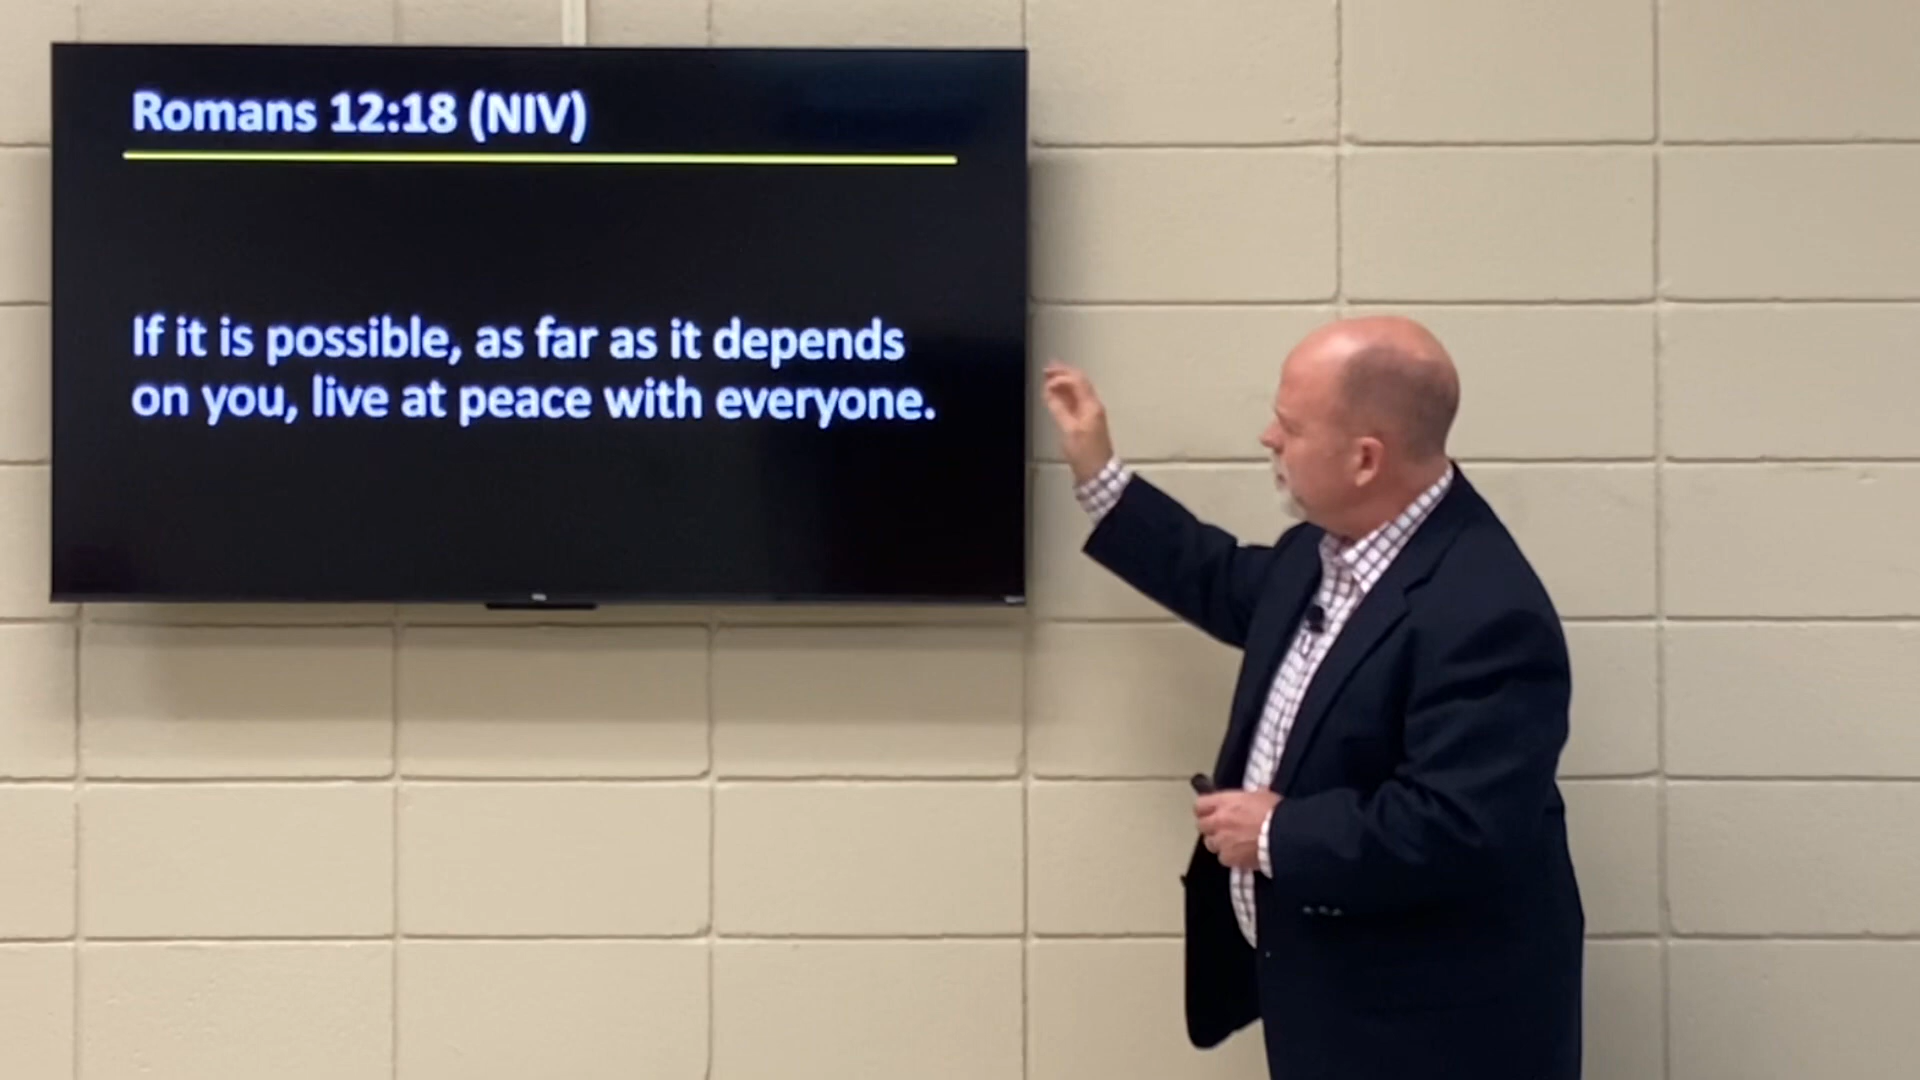 Romans 12:18 (NIV)
If it is possible, as far as it depends
on you, live at peace with everyone.